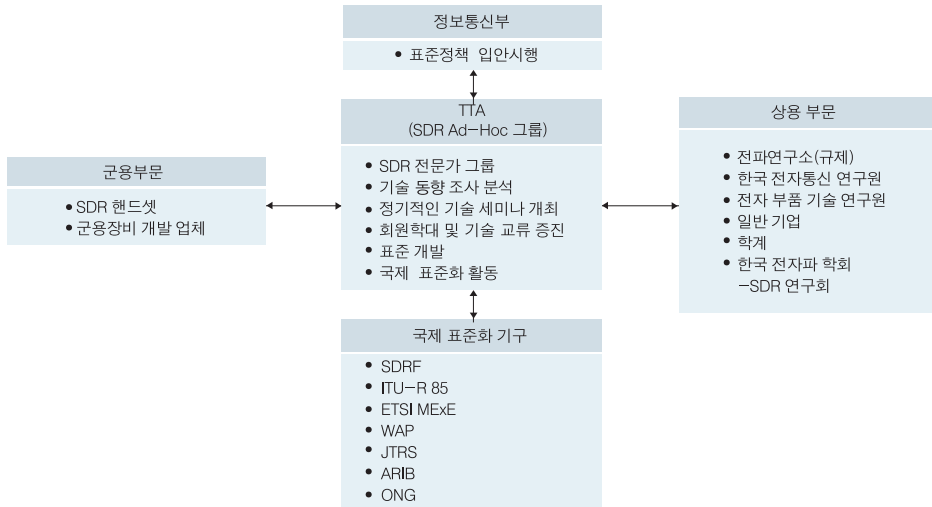 정보통신부
• 표준정책 입안시행
TTA
(SDR Ad-Hoc 그룹)
• SDR 전문가 그룹
• 기술 동향 조사 분석
• 정기적인 기술 세미나 개최
• 회원학대 및 기술 교류 증진
• 표준 개발
• 국제 표준화 활동
군용부문
• SDR 핸드셋
• 군용장비 개발 업체
상용 부문
• 전파연구소(규제)
• 한국 전자통신 연구원
• 전자 부품 기술 연구원
• 일반 기업
• 학계
• 한국 전자파 학회
-SDR 연구회
국제 표준화 기구
• SDRF
• ITU-R 85
• ETSI MExE
• WAP
• JTRS
• ARIB
• ONG